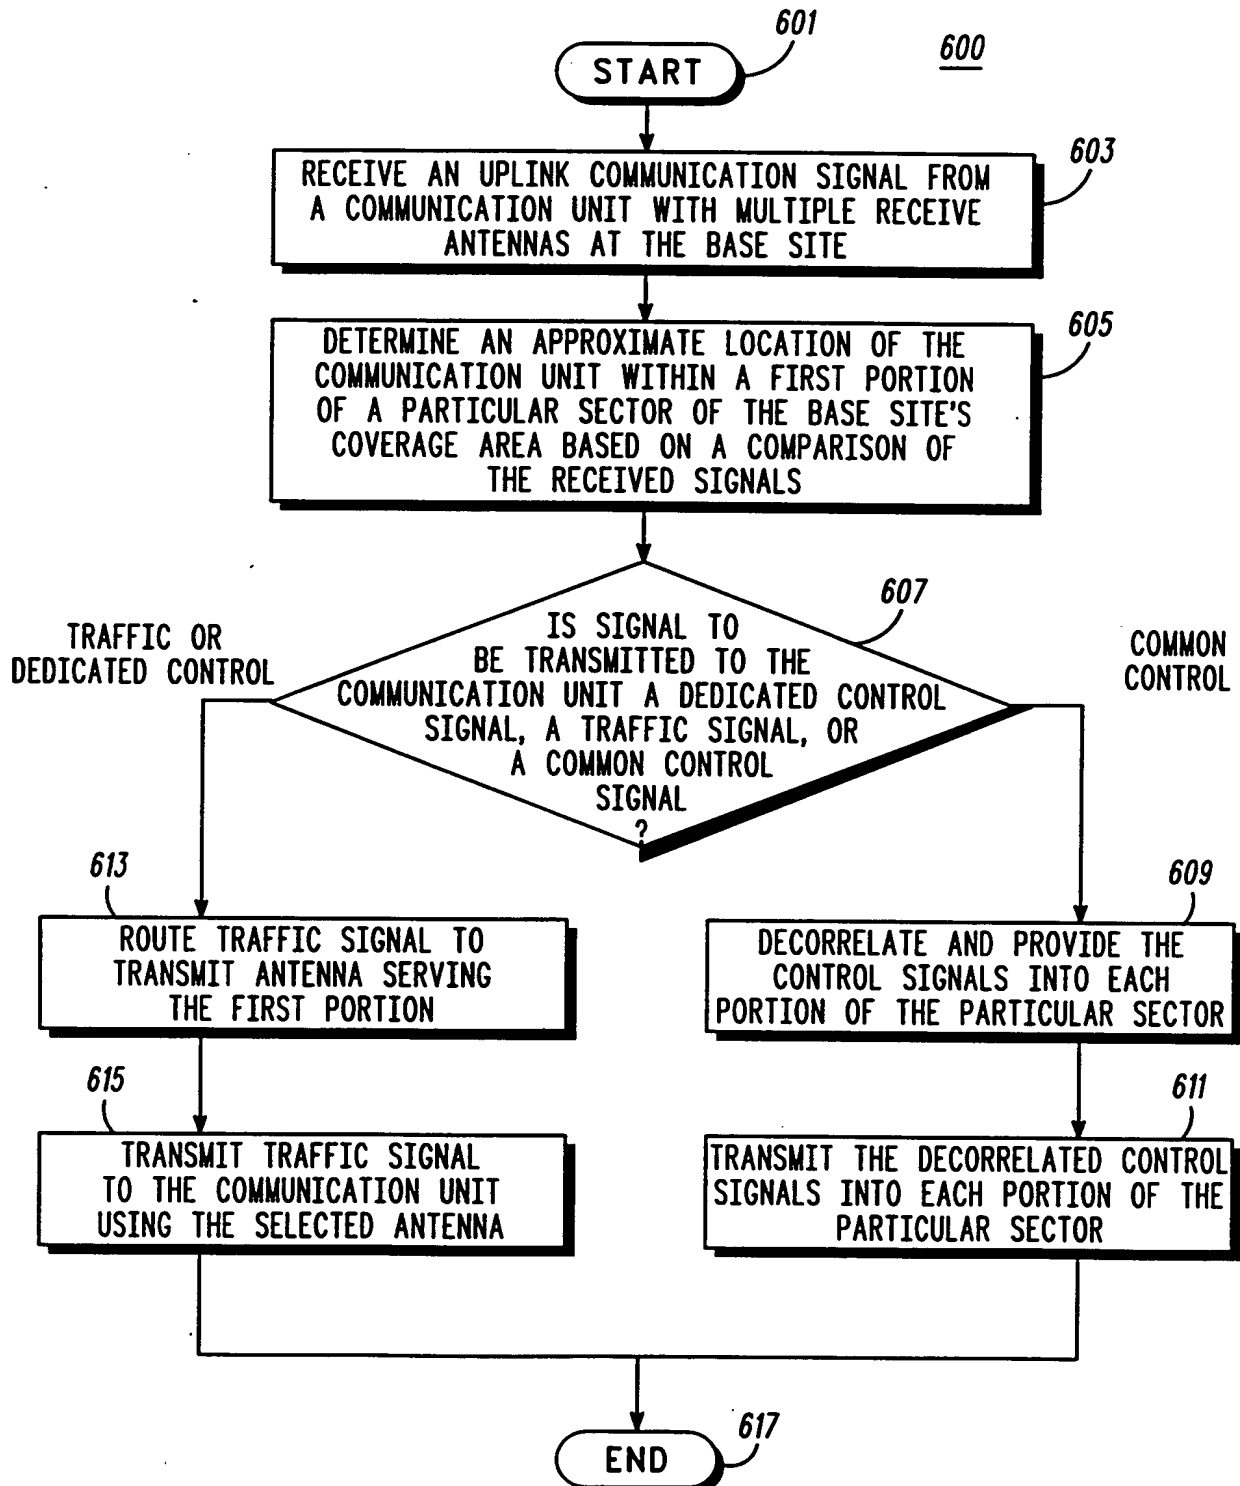 601
600
START
603
RECEIVE AN UPLINK COMMUNICATION SIGNAL FROM
A COMMUNICATION UNIT WITH MULTIPLE RECEIVE
ANTENNAS AT THE BASE SITE
605
DETERMINE AN APPROXIMATE LOCATION OF THE
COMMUNICATION UNIT WITHIN A FIRST PORTION
OF A PARTICULAR SECTOR OF THE BASE SITE'S
COVERAGE AREA BASED ON A COMPARISON OF
THE RECEIVED SIGNALS
607
TRAFFIC OR
DEDICATED CONTROL
IS SIGNAL TO
BE TRANSMITTED TO THE
COMMUNICATION UNIT A DEDICATED CONTROL
SIGNAL, A TRAFFIC SIGNAL, OR
A COMMON CONTROL
SIGNAL
?
COMMON
CONTROL
613
ROUTE TRAFFIC SIGNAL TO
TRANSMIT ANTENNA SERVING
THE FIRST PORTION
609
DECORRELATE AND PROVIDE THE
CONTROL SIGNALS INTO EACH
PORTION OF THE PARTICULAR SECTOR
615
TRANSMIT TRAFFIC SIGNAL
TO THE COMMUNICATION UNIT
USING THE SELECTED ANTENNA
611
TRANSMIT THE DECORRELATED CONTROL
SIGNALS INTO EACH PORTION OF THE
PARTICULAR SECTOR
617
END